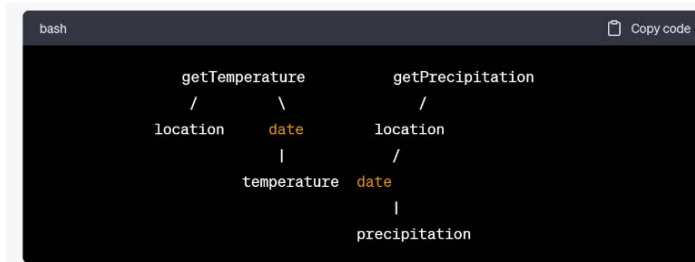 bash Copy code
getTemperature getPrecipitation
/ \ /
location date location
| /
temperature date
|
precipitation